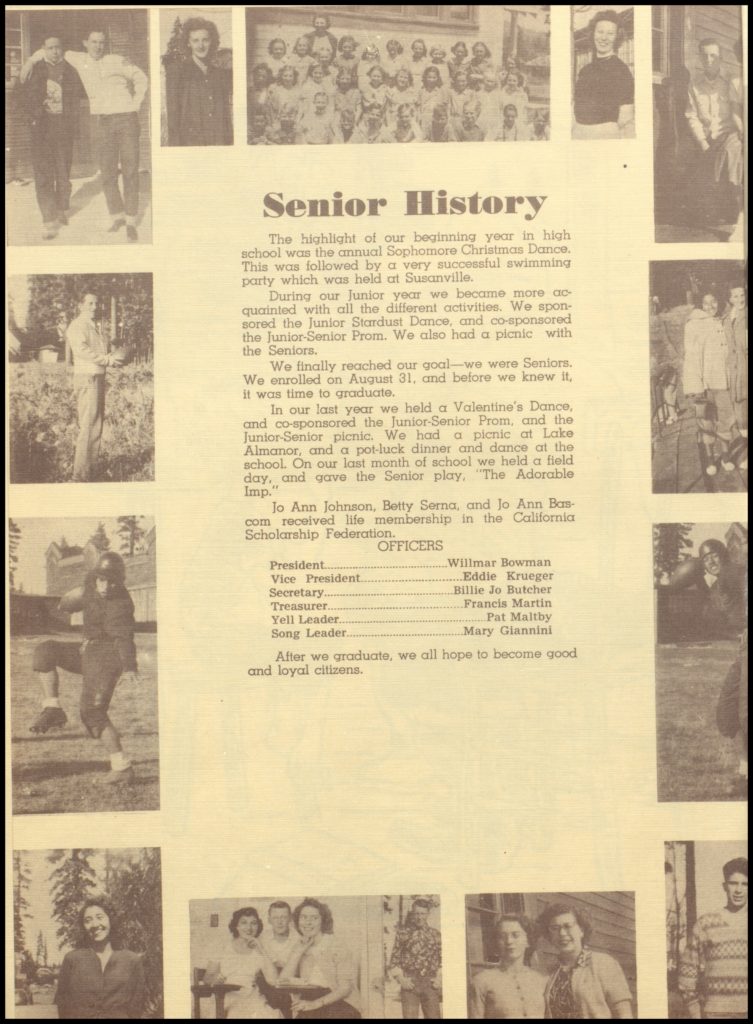 Senior History
The highlight of our beginning year in high
school was the annual Sophomore Christmas Dance.
This was followed by a very successful swimming
party which was held at Susanville.
During our Junior year we became more ac-
quainted with all the different activities. We spon-
sored the Junior Stardust Dance, and co-sponsored
the Junior-Senior Prom. We also had a picnic with
the Seniors.
We finally reached our goal—we were Seniors.
We enrolled on August 31, and before we knew it,
it was time to graduate.
In our last year we held a Valentine's Dance,
and co-sponsored the Junior-Senior Prom, and the
Junior-Senior picnic. We had a picnic at Lake
Almanor, and a pot-luck dinner and dance at the
school. On our last month of school we held a field
day, and gave the Senior play, "The Adorable
Imp."
Jo Ann Johnson, Betty Serna, and Jo Ann Bas-
com received life membership in the California
Scholarship Federation.
OFFICERS
President..........Willmar Bowman
Vice President..........Eddie Krueger
Secretary..........Billie Jo Butcher
Treasurer..........Francis Martin
Yell Leader..........Pat Maltby
Song Leader..........Mary Giannini
After we graduate, we all hope to become good
and loyal citizens.